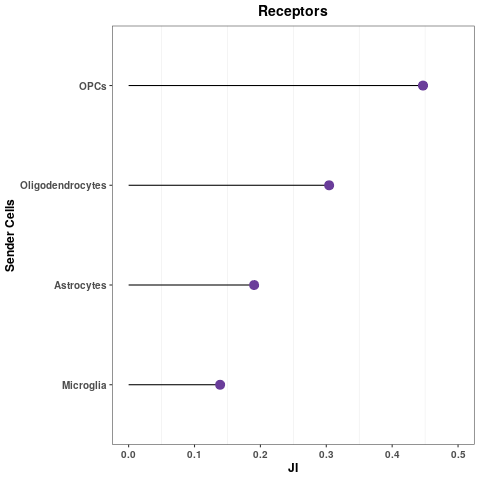 Receptors
Sender Cells
OPCs
Oligodendrocytes
Astrocytes
Microglia
0.0 0.1 0.2 0.3 0.4 0.5
JI